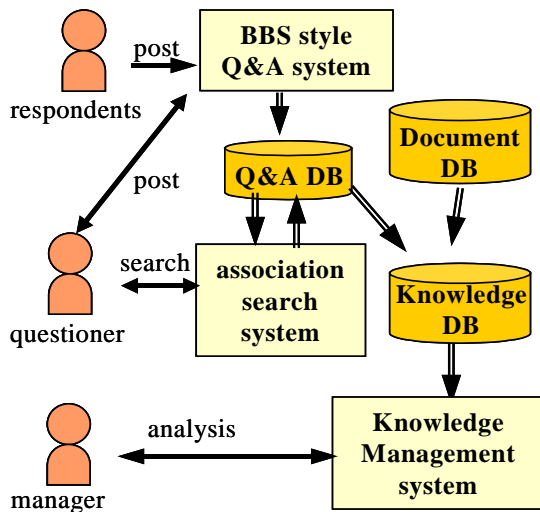 post
BBS style
Q&A system
respondents
Document
DB
Q&A DB
post
search
association
search
system
questioner
Knowledge
DB
analysis
Knowledge
Management
system
manager